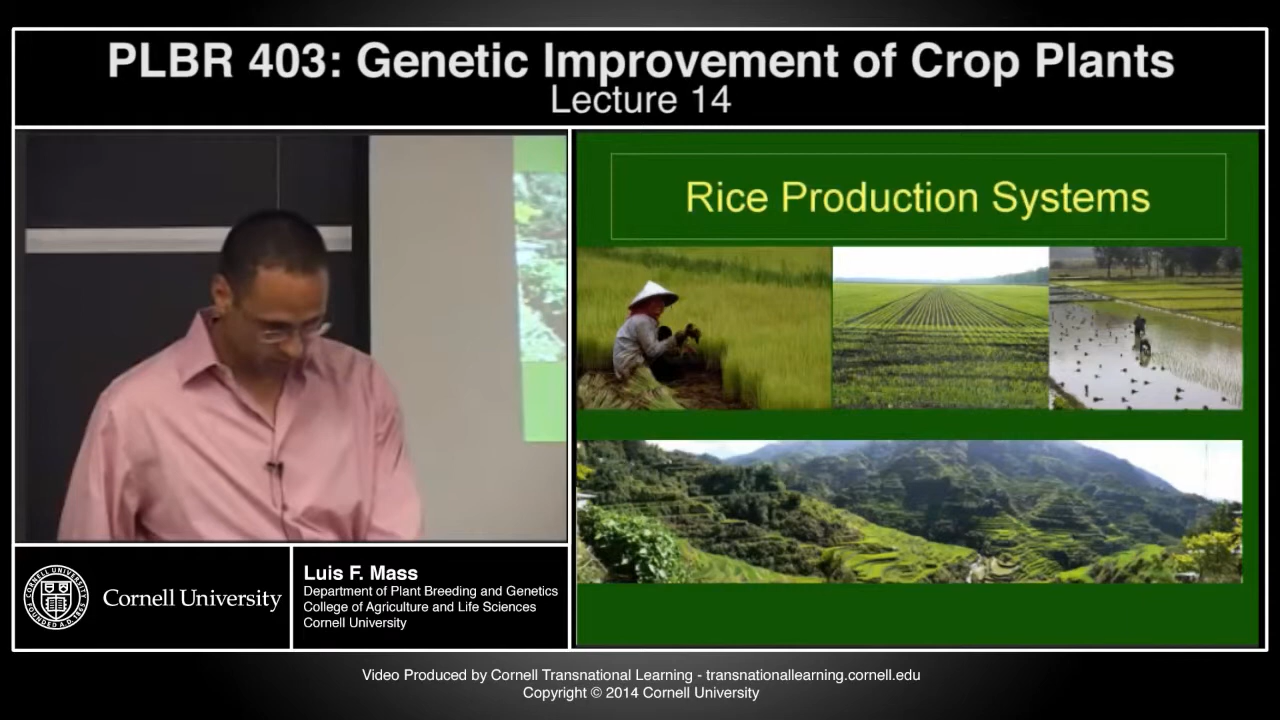 PLBR 403: Genetic Improvement of Crop Plants
Lecture 14
Rice Production Systems
Cornell University
Luis F. Mass
Department of Plant Breeding and Genetics
College of Agriculture and Life Sciences
Cornell University
Video Produced by Cornell Transnational Learning - transnationallearning.cornell.edu
Copyright © 2014 Cornell University